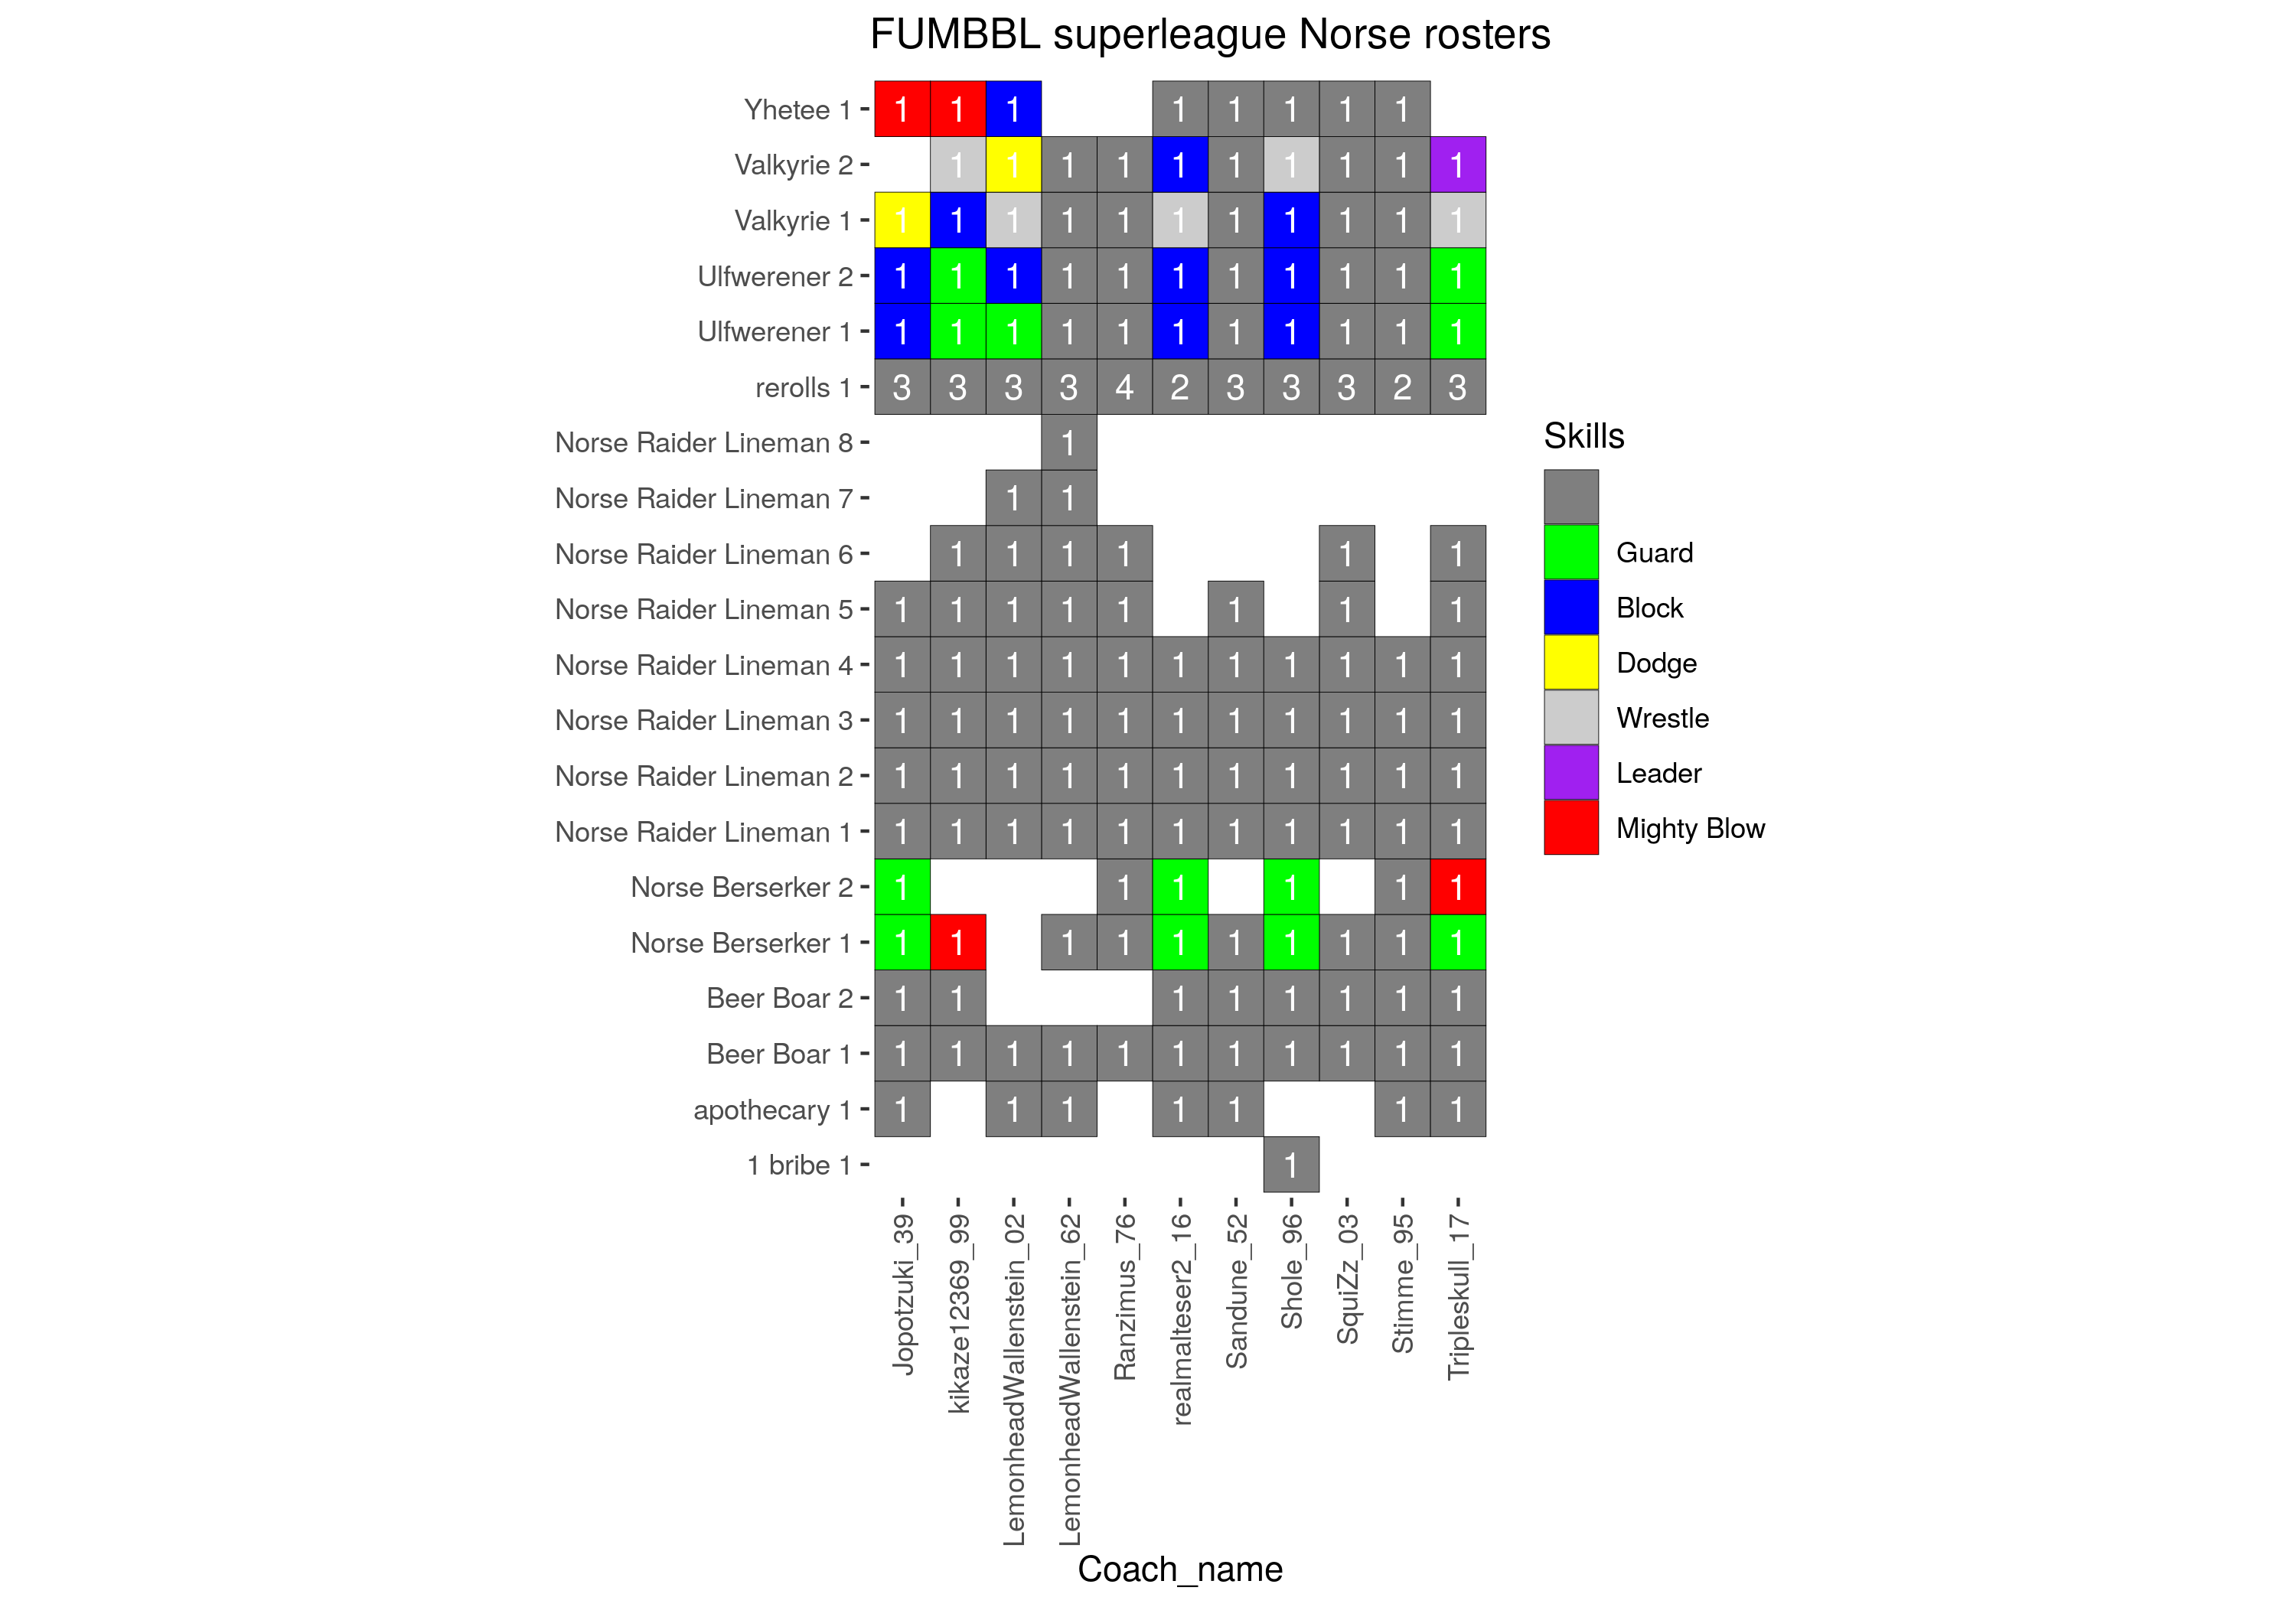 FUMBBL superleague Norse rosters
Yhetee 1 1 1 1 1 1 1 1 1
Valkyrie 2 1 1 1 1 1 1 1 1 1 1
Valkyrie 1 1 1 1 1 1 1 1 1 1 1 1
Ulfwerener 2 1 1 1 1 1 1 1 1 1 1 1
Ulfwerener 1 1 1 1 1 1 1 1 1 1 1 1
rerolls 1 3 3 3 3 4 2 3 3 3 2 3
Norse Raider Lineman 8 1
Norse Raider Lineman 7 1 1
Norse Raider Lineman 6 1 1 1 1 1 1
Norse Raider Lineman 5 1 1 1 1 1 1 1 1
Norse Raider Lineman 4 1 1 1 1 1 1 1 1 1 1 1
Norse Raider Lineman 3 1 1 1 1 1 1 1 1 1 1 1
Norse Raider Lineman 2 1 1 1 1 1 1 1 1 1 1 1
Norse Raider Lineman 1 1 1 1 1 1 1 1 1 1 1 1
Norse Berserker 2 1 1 1 1 1 1
Norse Berserker 1 1 1 1 1 1 1 1 1 1 1
Beer Boar 2 1 1 1 1 1 1 1 1
Beer Boar 1 1 1 1 1 1 1 1 1 1 1 1
apothecary 1 1 1 1 1 1 1 1
1 bribe 1 1
Jopotzuki_39
kikaze12369_99
LemonheadWallenstein_02
LemonheadWallenstein_62
Ranzimus_76
realmalteser2_16
Sandune_52
Shole_96
SquiZz_03
Stimme_95
Tripleskull_17
Coach_name
Skills
Guard
Block
Dodge
Wrestle
Leader
Mighty Blow